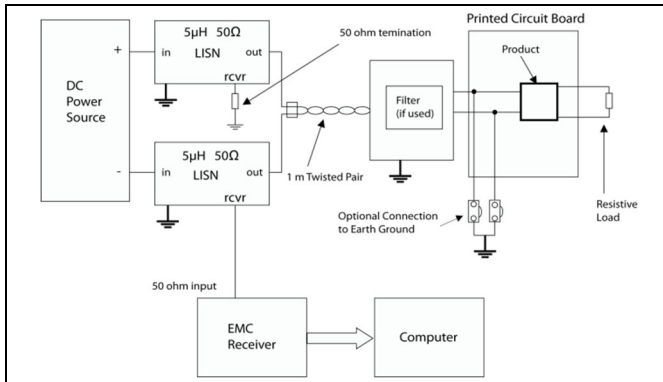 Printed Circuit Board
5μH 50Ω
50 ohm temination
Product
+
in
out
LISN
rcvr
DC
Power
Source
Filter
(if used)
5μH 50Ω
-
in
out
LISN
rcvr
1 m Twisted Pair
Optional Connection
to Earth Ground
Resistive
Load
50 ohm input
EMC
Receiver
Computer